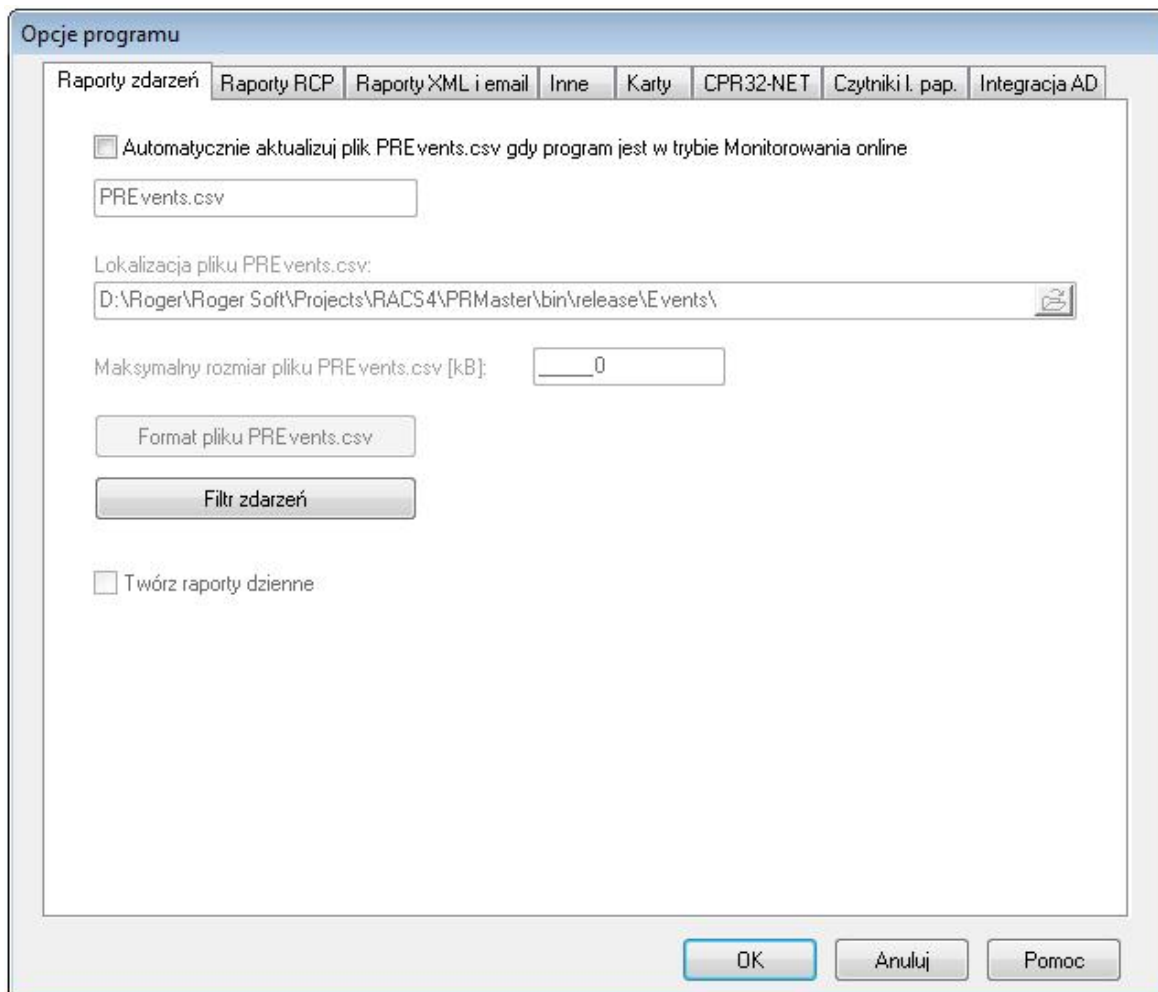 Opcje programu
Raporty zdarzeń Raporty RCP Raporty XML i email Inne Karty CPR32-NET Czytniki l. pap. Integracja AD
Automatycznie aktualizuj plik PREvents.csv gdy program jest w trybie Monitorowania online
PREvents.csv
Lokalizacja pliku PREvents.csv:
D:\Roger\Roger Soft\Projects\RACS4\PRMaster\bin\release\Events\
Maksymalny rozmiar pliku PREvents.csv [kB]: _____0
Format pliku PREvents.csv
Filtr zdarzeń
Twórz raporty dzienne
OK Anuluj Pomoc